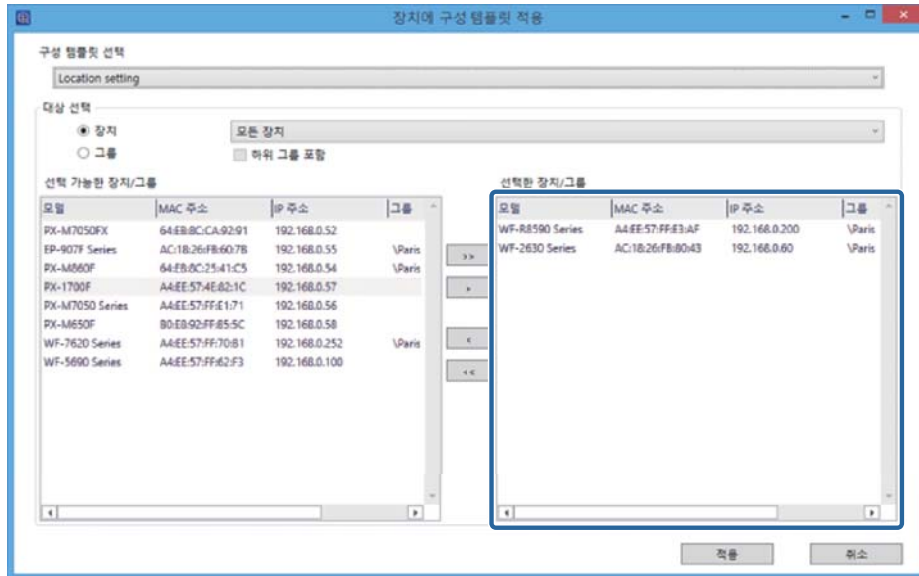 장치에 구성 템플릿 적용
구성 템플릿 선택
Location setting
대상 선택
장치
모든 장치
그룹
하위 그룹 포함
선택 가능한 장치/그룹
모델 MAC 주소 IP 주소 그룹
PX-M7050FX 64:EB:8C:CA:92:91 192.168.0.52
EP-907F Series AC:18:26:FB:60:7B 192.168.0.55 \Paris
PX-M860F 64:EB:8C:25:41:C5 192.168.0.54 \Paris
PX-1700F A4:EE:57:4E:82:1C 192.168.0.57
PX-M7050 Series A4:EE:57:FF:E1:71 192.168.0.56
PX-M650F B0:E8:92:FF:85:5C 192.168.0.58
WF-7620 Series A4:EE:57:FF:70:81 192.168.0.252 \Paris
WF-5690 Series A4:EE:57:FF:62:F3 192.168.0.100
>>
>
<
<<
선택한 장치/그룹
모델 MAC 주소 IP 주소 그룹
WF-R8590 Series A4:EE:57:FF:E3:AF 192.168.0.200 \Paris
WF-2630 Series AC:18:26:FB:80:43 192.168.0.60 \Paris
적용 취소